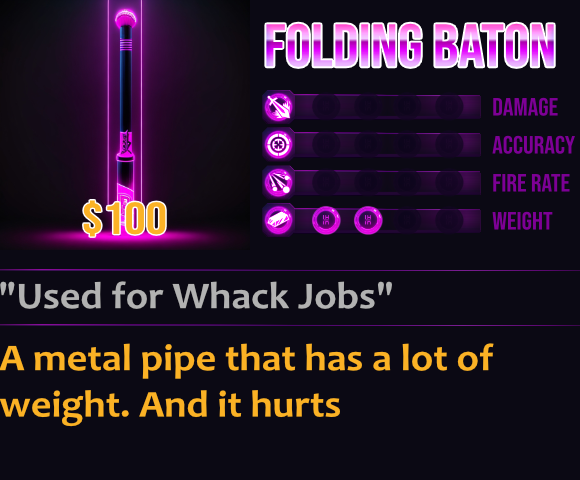 FOLDING BATON
DAMAGE
ACCURACY
FIRE RATE
WEIGHT
$100
"Used for Whack Jobs"
A metal pipe that has a lot of
weight. And it hurts